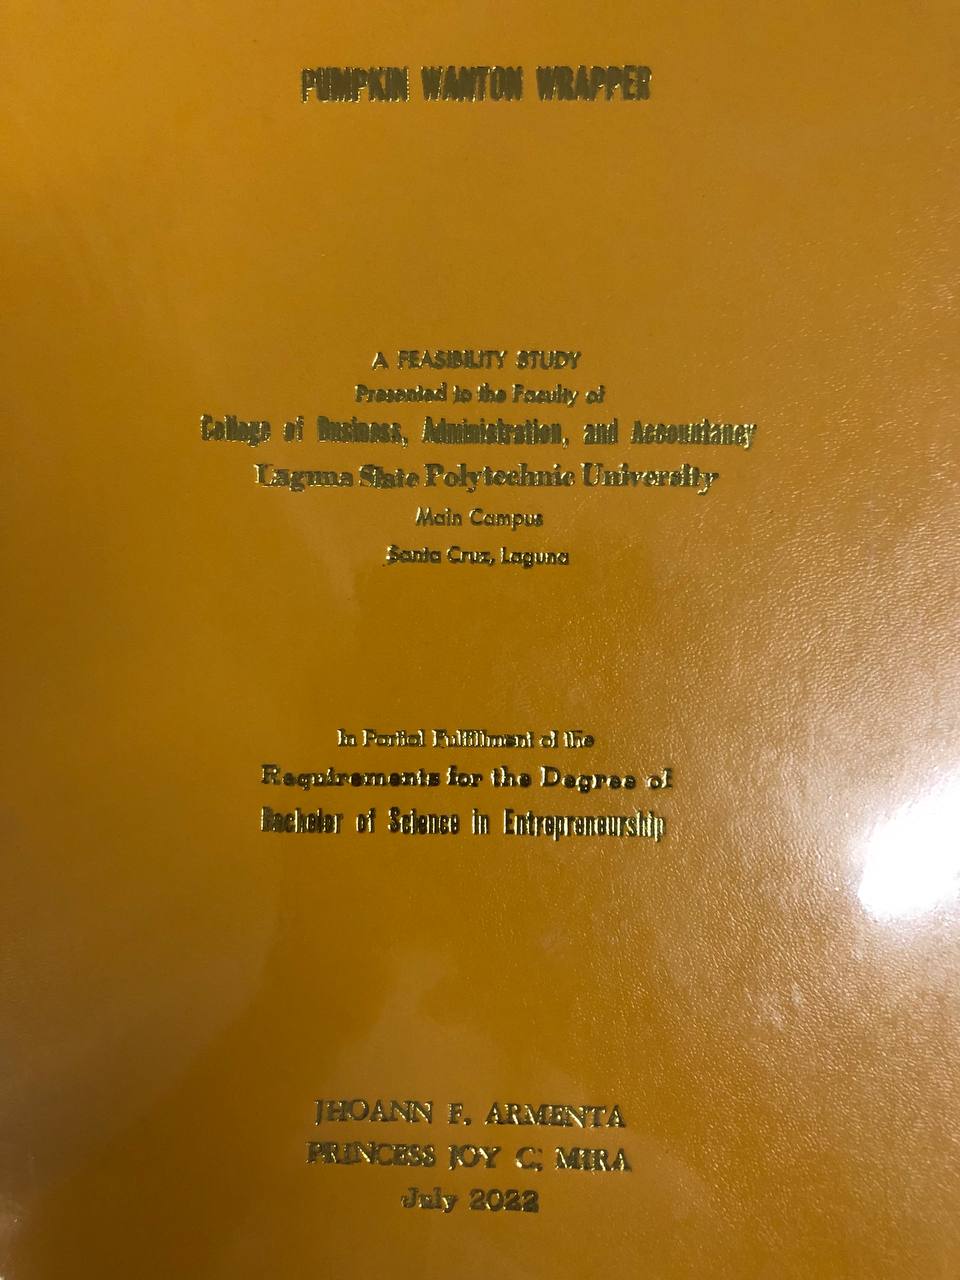 PUMPKIN WANTON WRAPPER
A FEASIBILITY STUDY
Presented to the Faculty of
College of Business, Administration, and Accountancy
Laguna State Polytechnic University
Main Campus
Santa Cruz, Laguna
In Partial Fulfillment of the
Requirements for the Degree of
Bachelor of Science in Entrepreneurship
JHOANN F. ARMENTA
PRINCESS JOY C. MIRA
July 2022